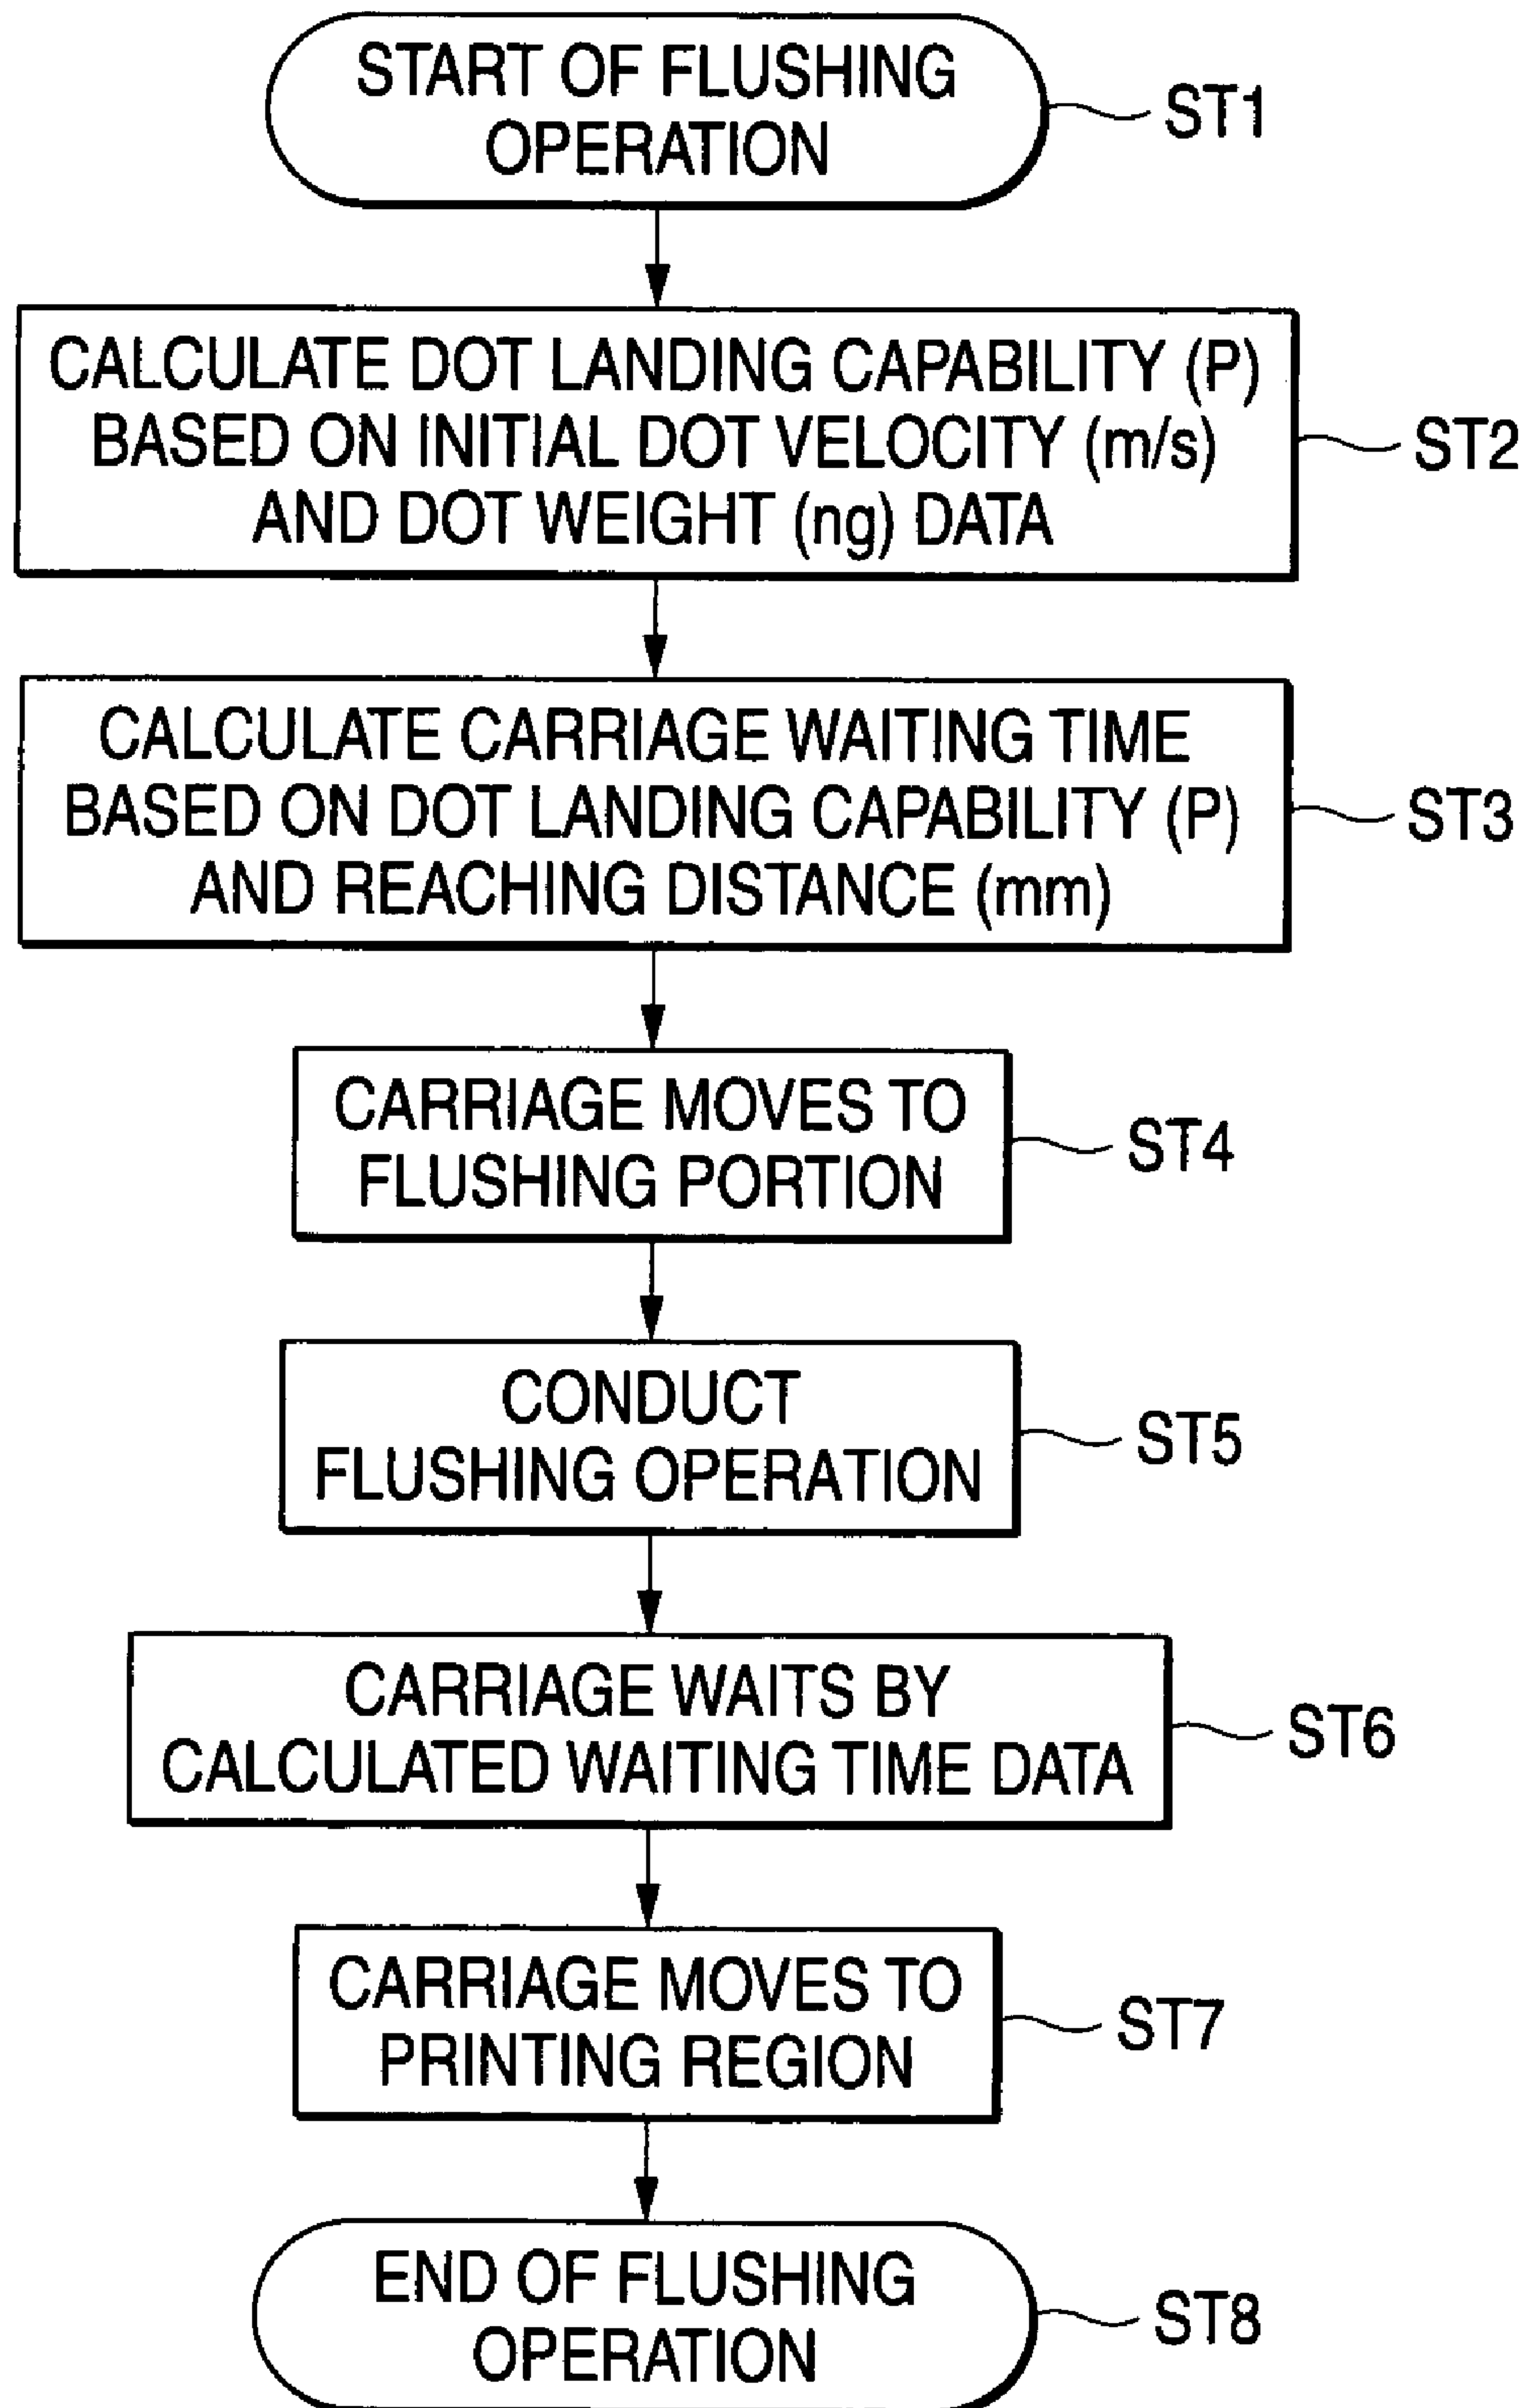 START OF FLUSHING
OPERATION
ST1
CALCULATE DOT LANDING CAPABILITY (P)
BASED ON INITIAL DOT VELOCITY (m/s)
AND DOT WEIGHT (ng) DATA
ST2
CALCULATE CARRIAGE WAITING TIME
BASED ON DOT LANDING CAPABILITY (P)
AND REACHING DISTANCE (mm)
ST3
CARRIAGE MOVES TO
FLUSHING PORTION
ST4
CONDUCT
FLUSHING OPERATION
ST5
CARRIAGE WAITS BY
CALCULATED WAITING TIME DATA
ST6
CARRIAGE MOVES TO
PRINTING REGION
ST7
END OF FLUSHING
OPERATION
ST8